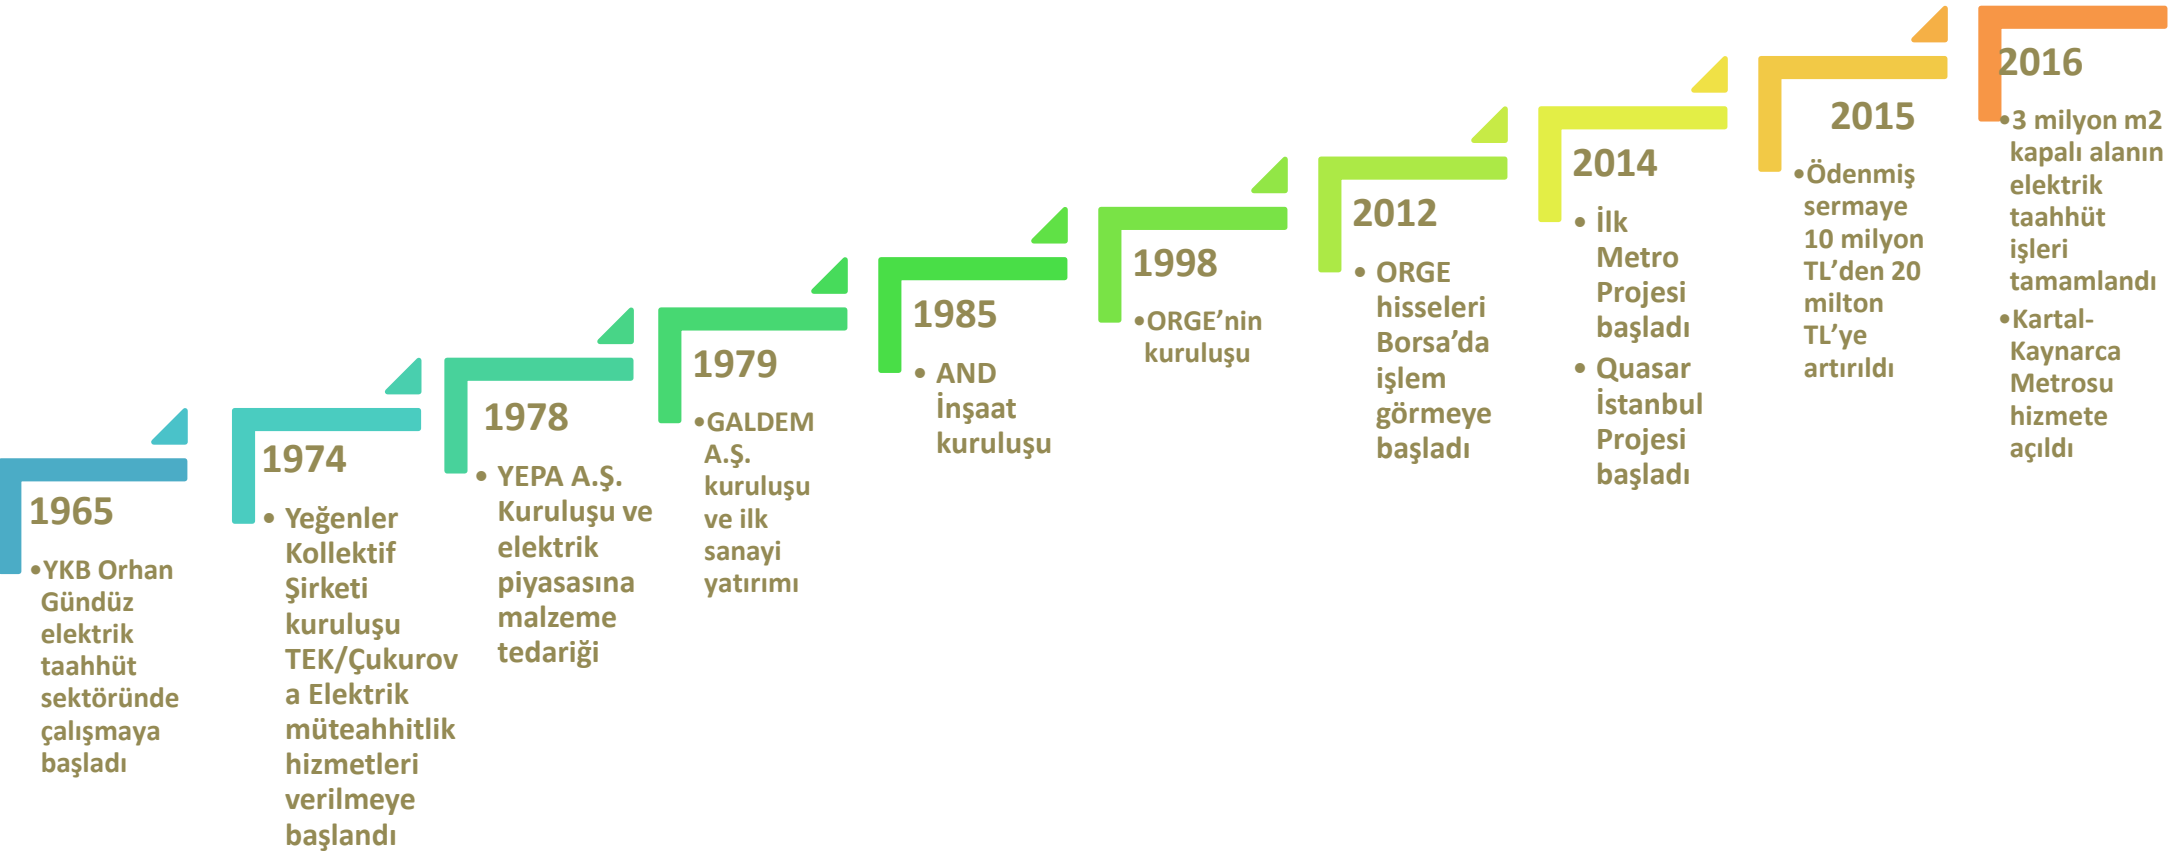 1965
•YKB Orhan
Gündüz
elektrik
taahhüt
sektöründe
çalışmaya
başladı
1974
• Yeğenler
Kollektif
Şirketi
kuruluşu
TEK/Çukurov
a Elektrik
müteahhitlik
hizmetleri
verilmeye
başlandı
1978
• YEPA A.Ş.
Kuruluşu ve
elektrik
piyasasına
malzeme
tedariği
1979
•GALDEM
A.Ş.
kuruluşu
ve ilk
sanayi
yatırımı
1985
• AND
İnşaat
kuruluşu
1998
•ORGE’nin
kuruluşu
2012
• ORGE
hisseleri
Borsa’da
işlem
görmeye
başladı
2014
• İlk
Metro
Projesi
başladı
• Quasar
İstanbul
Projesi
başladı
2015
•Ödenmiş
sermaye
10 milyon
TL’den 20
milton
TL’ye
artırıldı
2016
•3 milyon m2
kapalı alanın
elektrik
taahhüt
işleri
tamamlandı
•Kartal-
Kaynarca
Metrosu
hizmete
açıldı